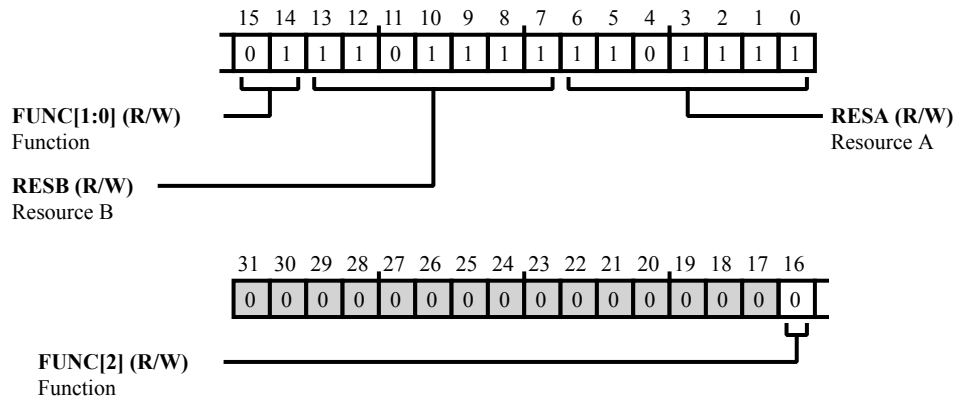 15 14 13 12 11 10 9 8 7 6 5 4 3 2 1 0
0 1 1 1 0 1 1 1 1 1 1 0 1 1 1 1
FUNC[1:0] (R/W)
Function
RESA (R/W)
Resource A
RESB (R/W)
Resource B
31 30 29 28 27 26 25 24 23 22 21 20 19 18 17 16
0 0 0 0 0 0 0 0 0 0 0 0 0 0 0 0
FUNC[2] (R/W)
Function